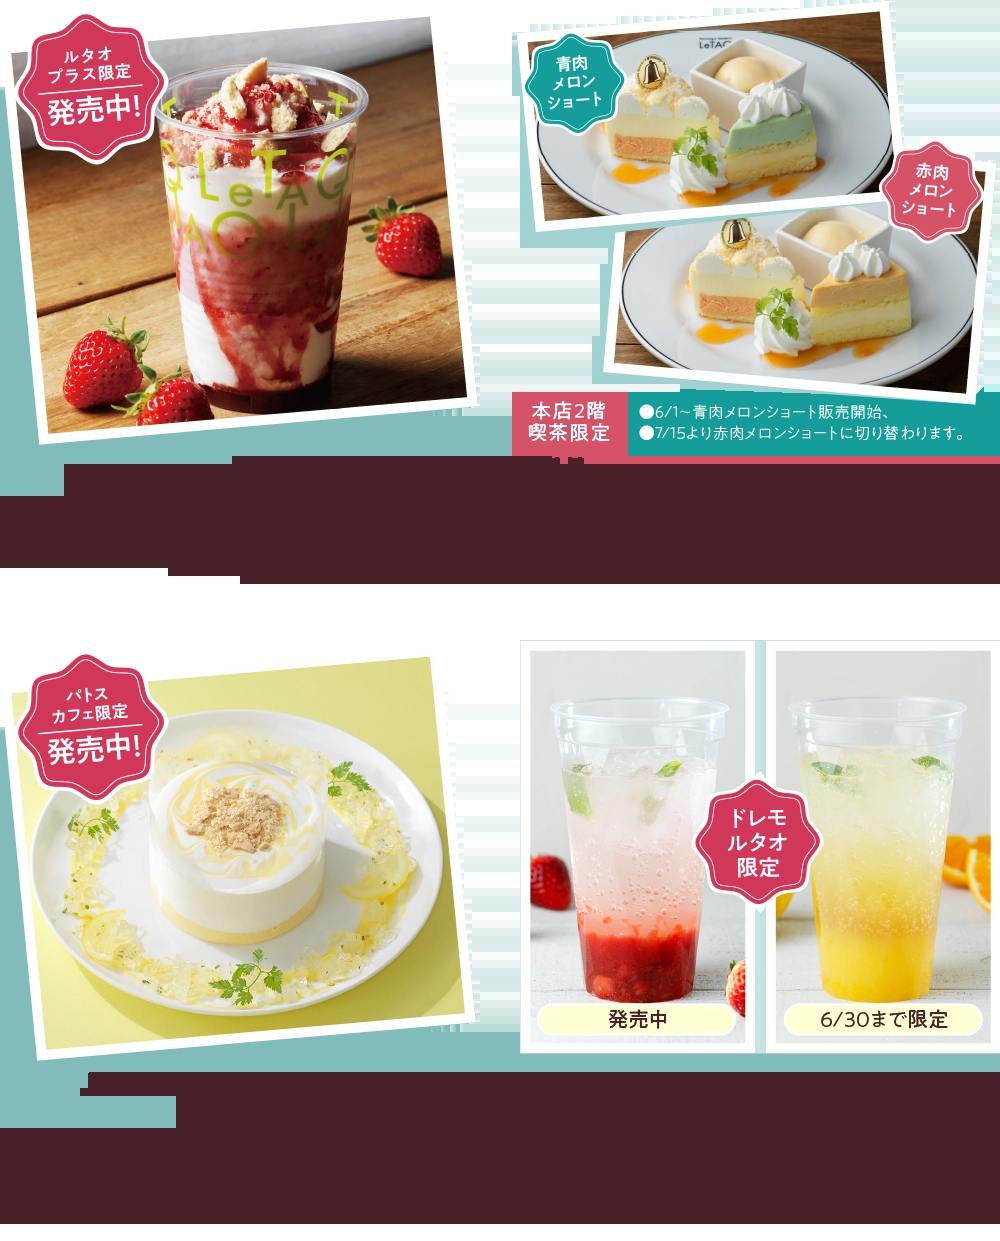 ルタオ
プラス限定
発売中!
LeTAO
青肉
メロン
ショート
LeTAO
赤肉
メロン
ショート
本店2階
喫茶限定
●6/1~青肉メロンショート販売開始、
●7/15より赤肉メロンショートに切り替わります。
パトス
カフェ限定
発売中!
ドレモ
ルタオ
限定
発売中
6/30まで限定